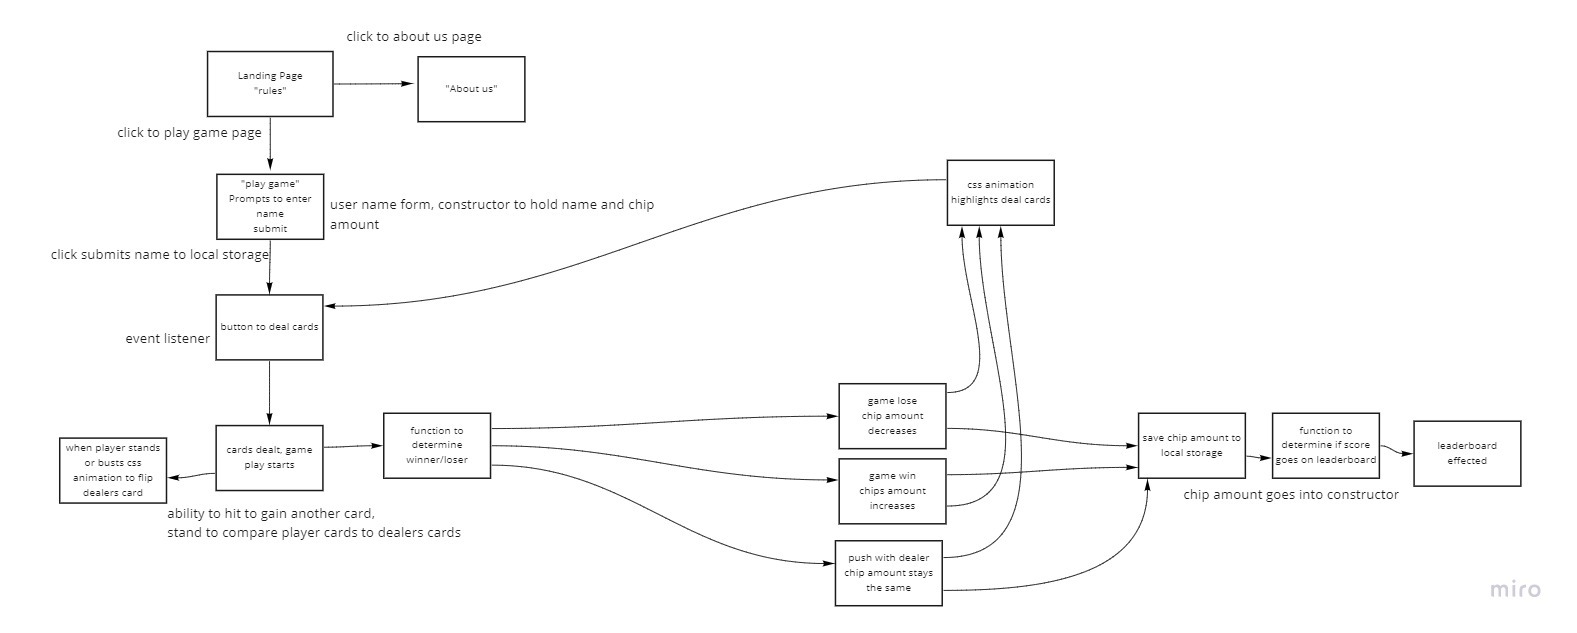 click to about us page
Landing Page
"rules"
"About us"
click to play game page
"play game"
Prompts to enter
name
submit
user name form, constructor to hold name and chip
amount
click submits name to local storage
button to deal cards
event listener
css animation
highlights deal cards
when player stands
or busts css
animation to flip
dealers card
cards dealt, game
play starts
ability to hit to gain another card,
stand to compare player cards to dealers cards
function to
determine
winner/loser
game lose
chip amount
decreases
game win
chips amount
increases
push with dealer
chip amount stays
the same
save chip amount to
local storage
chip amount goes into constructor
function to
determine if score
goes on leaderboard
leaderboard
effected
miro